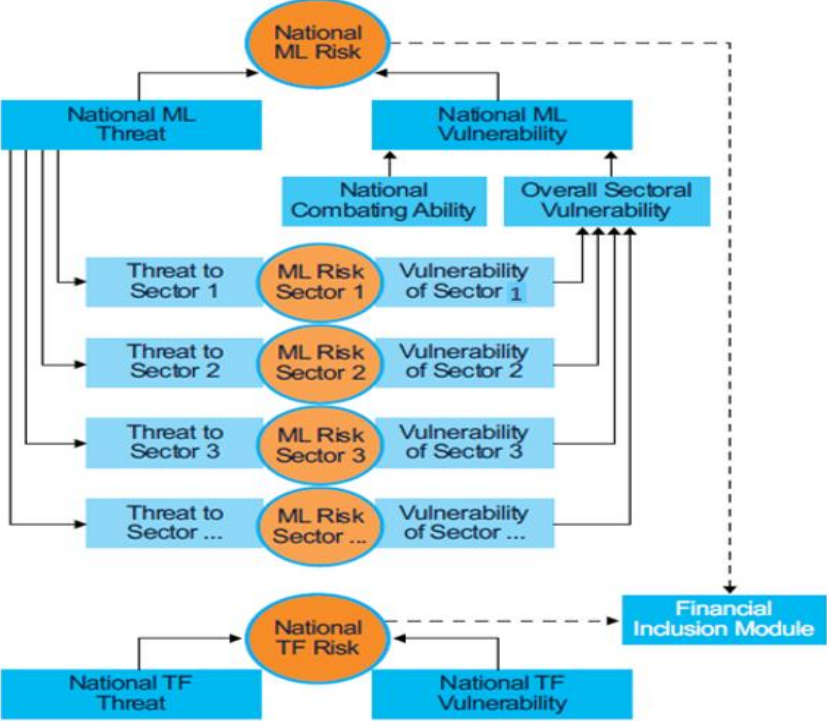 National
ML Risk
National ML
Threat
National ML
Vulnerability
National
Combating Ability
Overall Sectoral
Vulnerability
Threat to
Sector 1
ML Risk
Sector 1
Vulnerability
of Sector 1
Threat to
Sector 2
ML Risk
Sector 2
Vulnerability
of Sector 2
Threat to
Sector 3
ML Risk
Sector 3
Vulnerability
of Sector 3
Threat to
Sector ...
ML Risk
Sector ...
Vulnerability
of Sector ...
Financial
Inclusion Module
National
TF Risk
National TF
Threat
National TF
Vulnerability